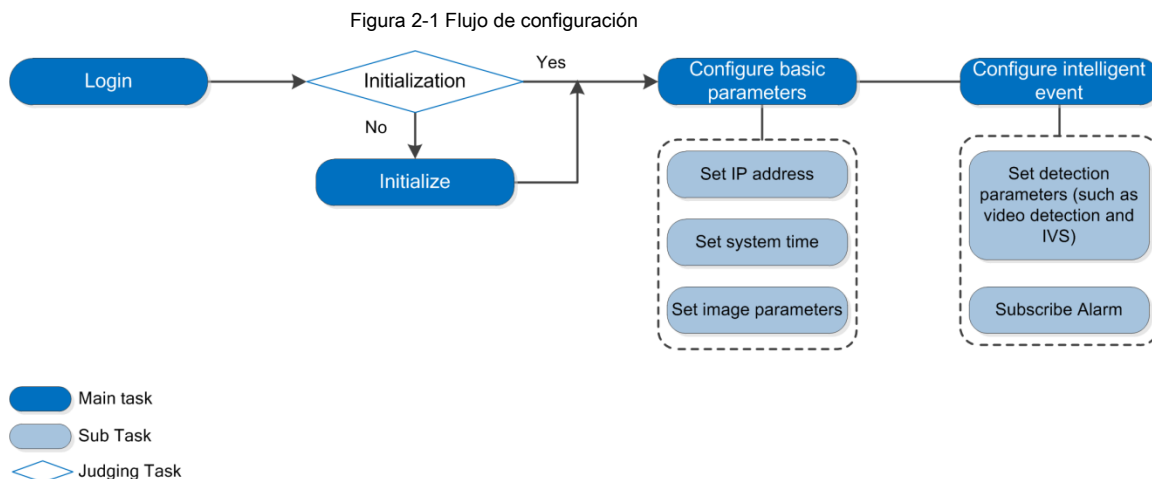 Figura 2-1 Flujo de configuración
Login
Initialization
Yes
No
Initialize
Configure basic
parameters
Set IP address
Set system time
Set image parameters
Configure intelligent
event
Set detection
parameters (such as
video detection and
IVS)
Subscribe Alarm
Main task
Sub Task
Judging Task